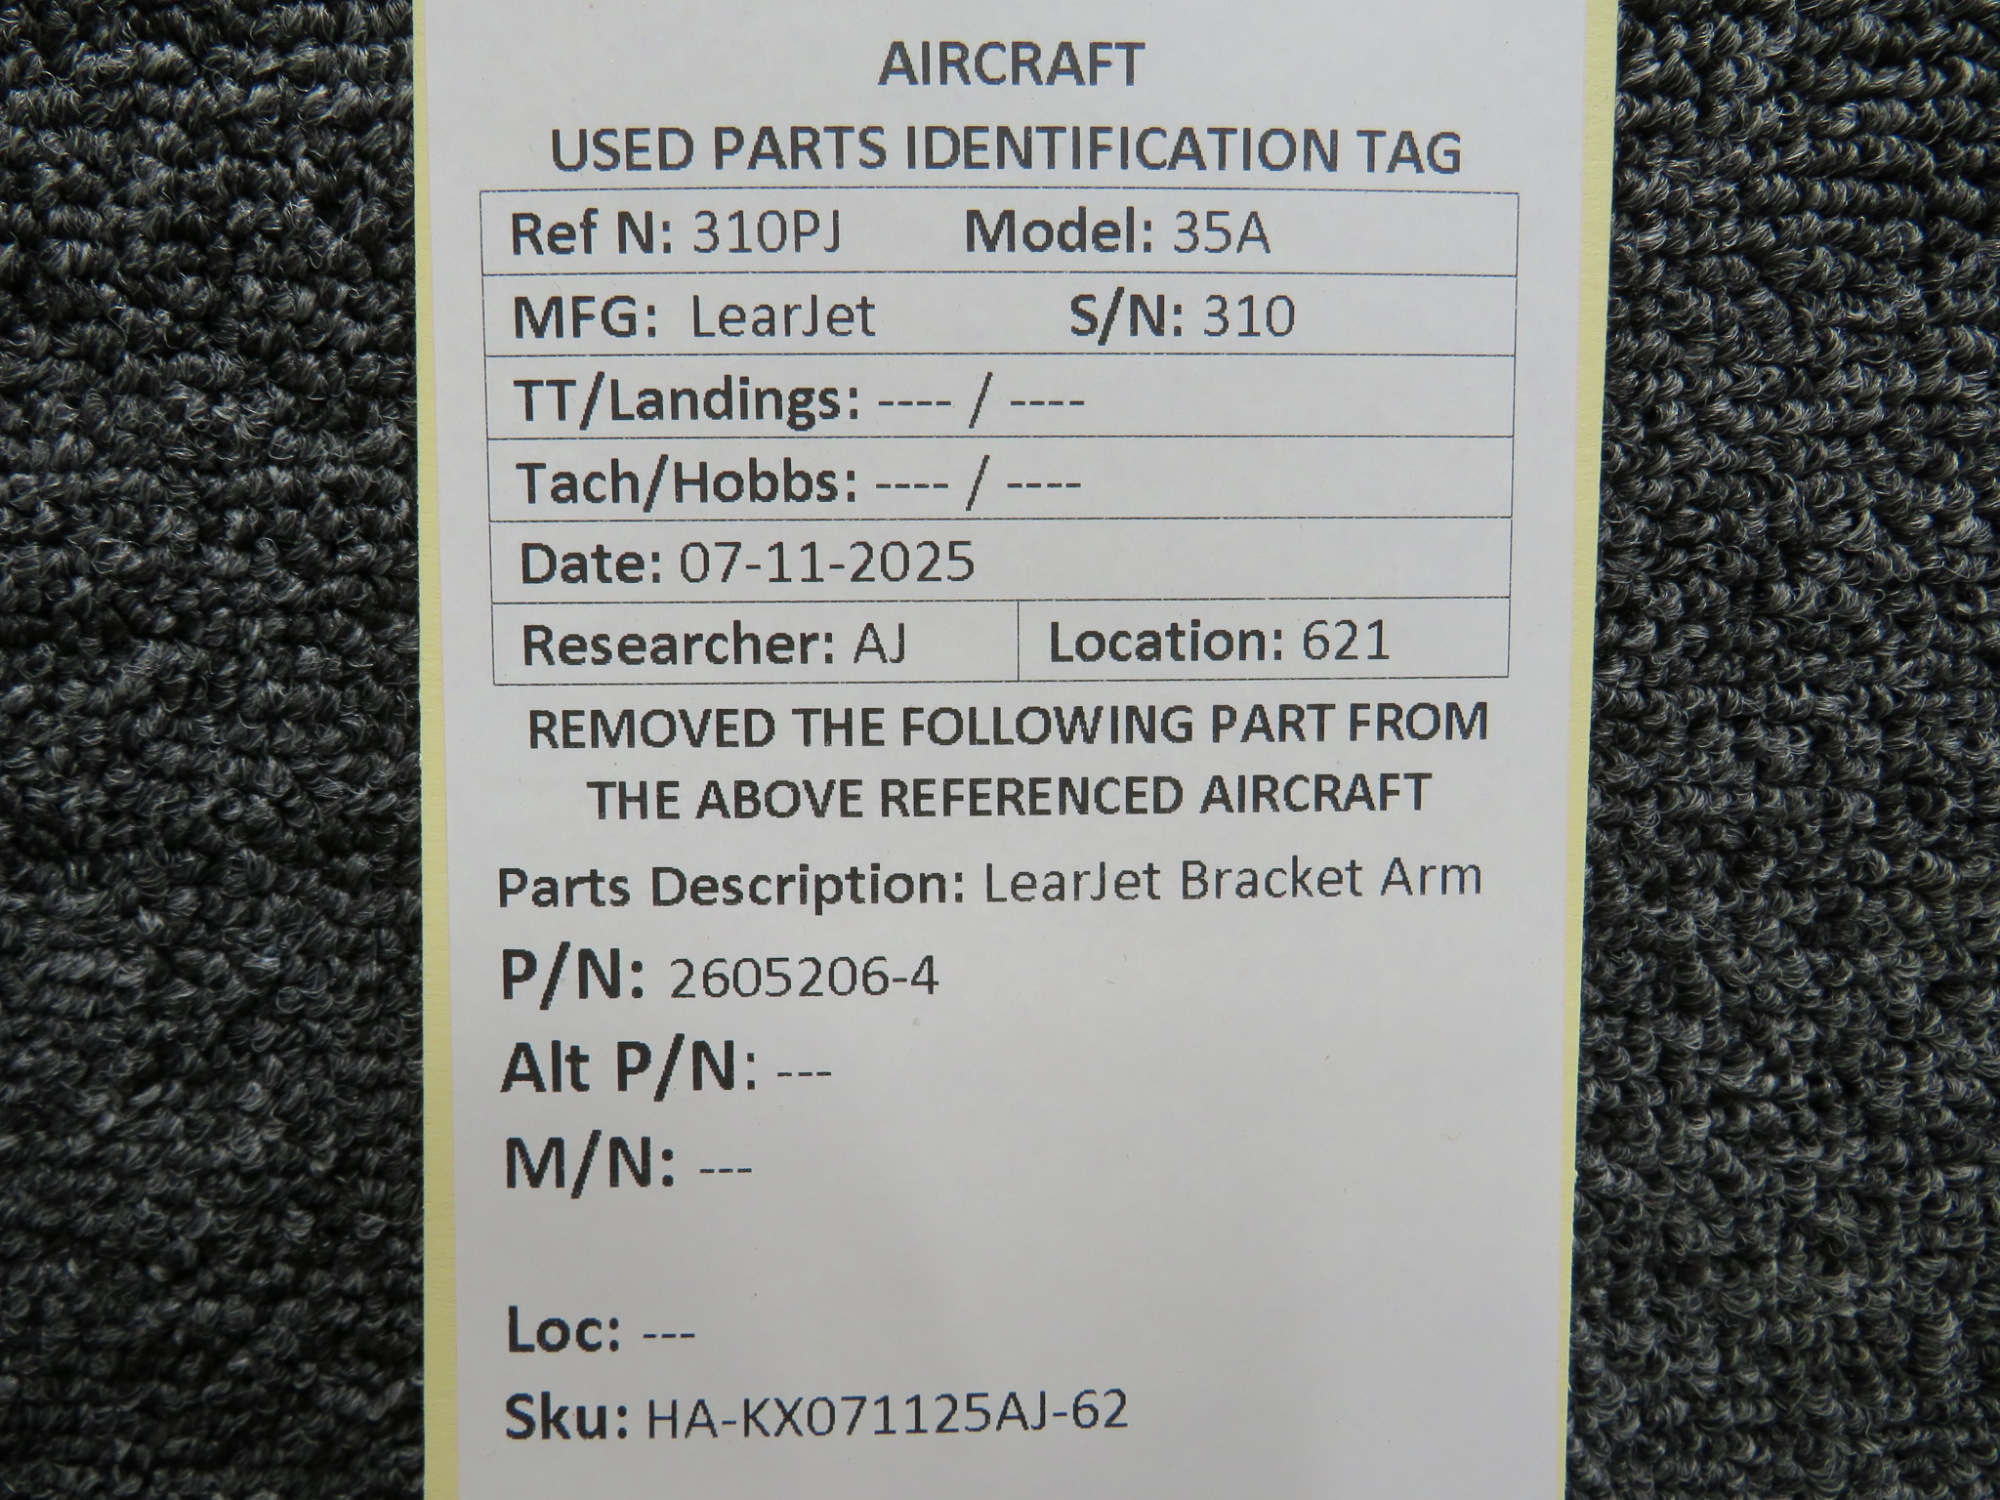 AIRCRAFT
USED PARTS IDENTIFICATION TAG
Ref N: 310PJ Model: 35A
MFG: LearJet S/N: 310
TT/Landings: ---- / ----
Tach/Hobbs: ---- / ----
Date: 07-11-2025
Researcher: AJ Location: 621
REMOVED THE FOLLOWING PART FROM
THE ABOVE REFERENCED AIRCRAFT
Parts Description: LearJet Bracket Arm
P/N: 2605206-4
Alt P/N: ---
M/N: ---
Loc: ---
Sku: HA-KX071125AJ-62